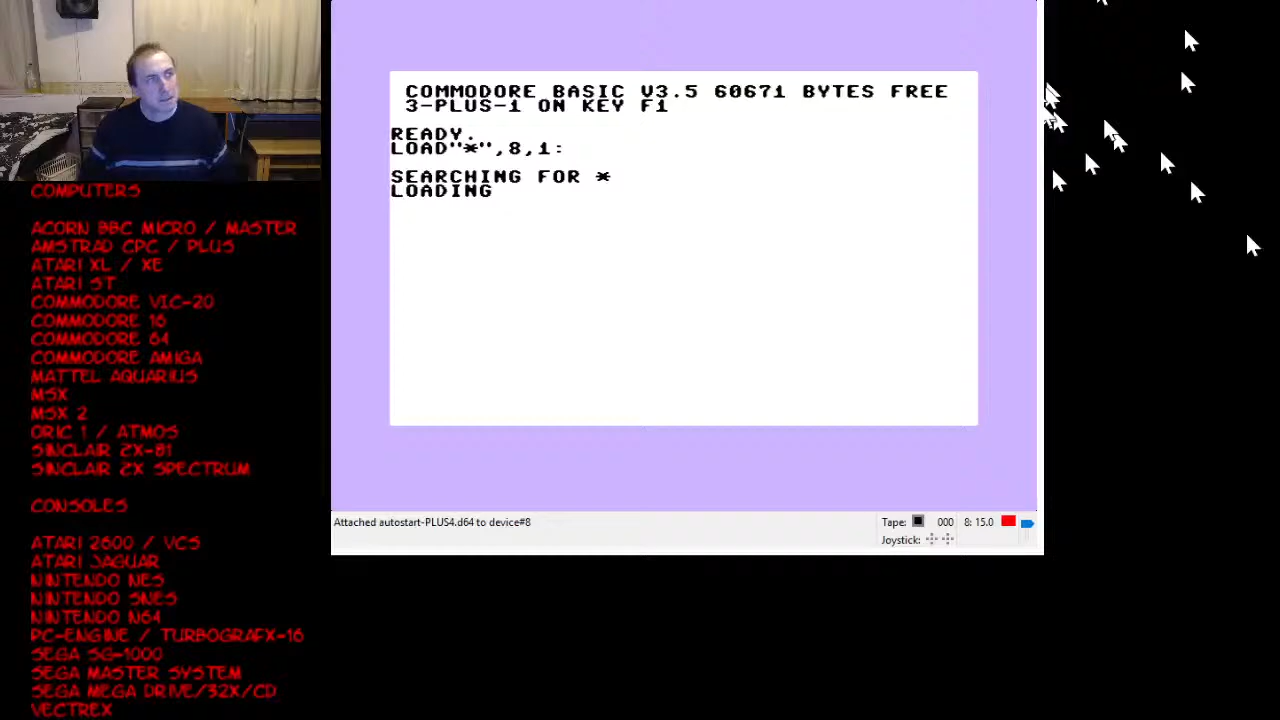 COMMODORE BASIC V3.5 60671 BYTES FREE
3-PLUS-1 ON KEY F1
READY.
LOAD"*",8,1:
SEARCHING FOR *
LOADING
Attached autostart-PLUS4.d64 to device#8
Tape: 000 8: 15.0
Joystick:
COMPUTERS
ACORN BBC MICRO / MASTER
AMSTRAD CPC / PLUS
ATARI XL / XE
ATARI ST
COMMODORE VIC-20
COMMODORE 16
COMMODORE 64
COMMODORE AMIGA
MATTEL AQUARIUS
MSX
MSX 2
ORIC 1 / ATMOS
SINCLAIR ZX-81
SINCLAIR ZX SPECTRUM
CONSOLES
ATARI 2600 / VCS
ATARI JAGUAR
NINTENDO NES
NINTENDO SNES
NINTENDO N64
PC-ENGINE / TURBOGRAFX-16
SEGA SG-1000
SEGA MASTER SYSTEM
SEGA MEGA DRIVE/32X/CD
VECTREX